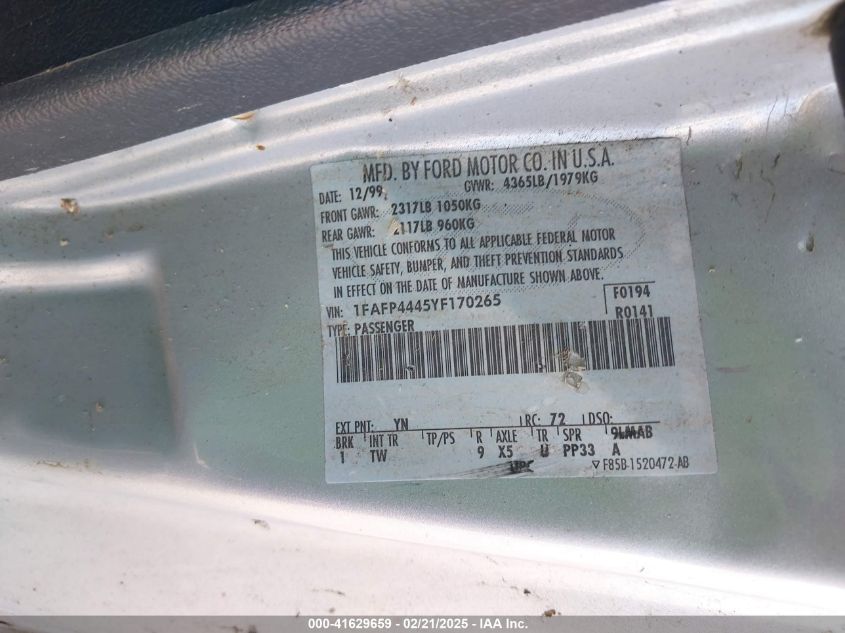 MFD. BY FORD MOTOR CO. IN U.S.A.
DATE: 12/99 GVWR: 4365LB/1979KG
FRONT GAWR: 2317LB 1050KG
REAR GAWR: 2117LB 960KG
THIS VEHICLE CONFORMS TO ALL APPLICABLE FEDERAL MOTOR
VEHICLE SAFETY, BUMPER, AND THEFT PREVENTION STANDARDS
IN EFFECT ON THE DATE OF MANUFACTURE SHOWN ABOVE.
VIN: 1FAFP4445YF170265 F0194
TYPE: PASSENGER R0141
EXT PNT: YN RC: 72 DSO:
BRK INT TR TP/PS R AXLE TR SPR 9LMAB
1 TW 9 X5 U PP33 A
UPC ▽F85B-1520472-AB
000-41629659 - 02/21/2025 - IAA Inc.